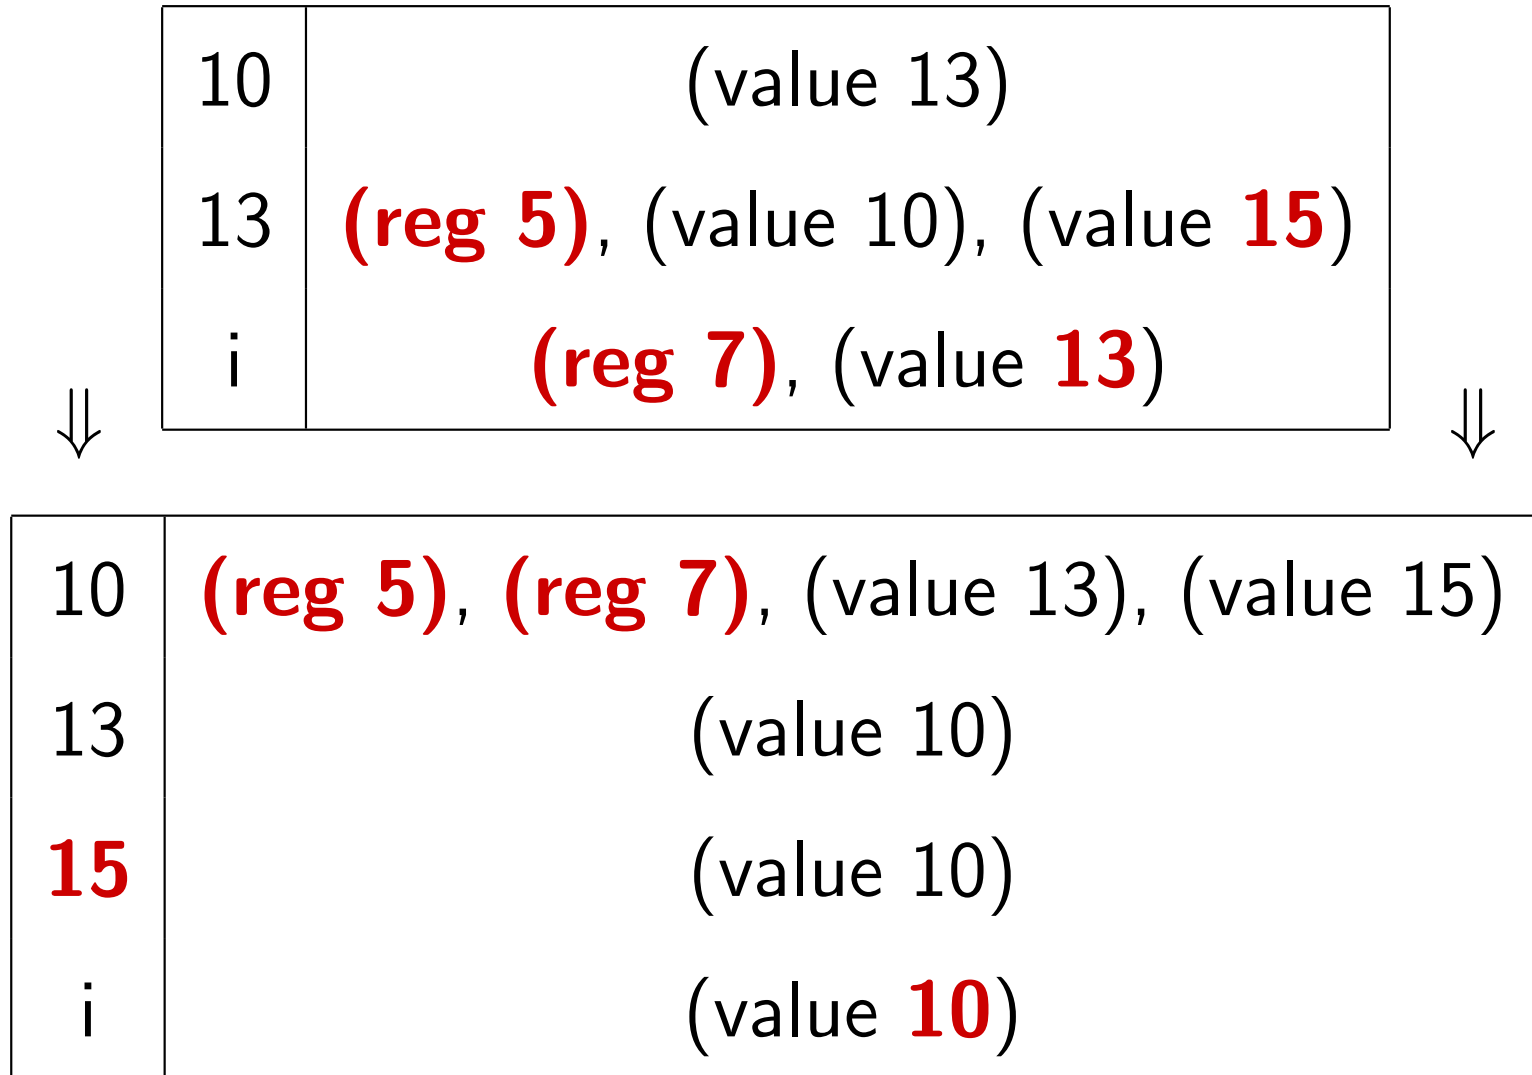 10 (value 13)
13 (reg 5), (value 10), (value 15)
i (reg 7), (value 13)
⇓ ⇓
10 (reg 5), (reg 7), (value 13), (value 15)
13 (value 10)
15 (value 10)
i (value 10)